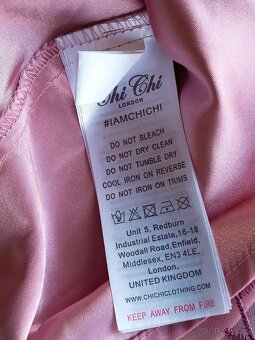 Chi Chi
LONDON
#IAMCHICHI
DO NOT BLEACH
DO NOT DRY CLEAN
DO NOT TUMBLE DRY
COOL IRON ON REVERSE
DO NOT IRON ON TRIMS
Unit 5, Redburn
Industrial Estate, 16-18
Woodall Road, Enfield,
Middlesex, EN3 4LE,
London,
UNITED KINGDOM
WWW.CHICHICLOTHING.COM
KEEP AWAY FROM FIRE